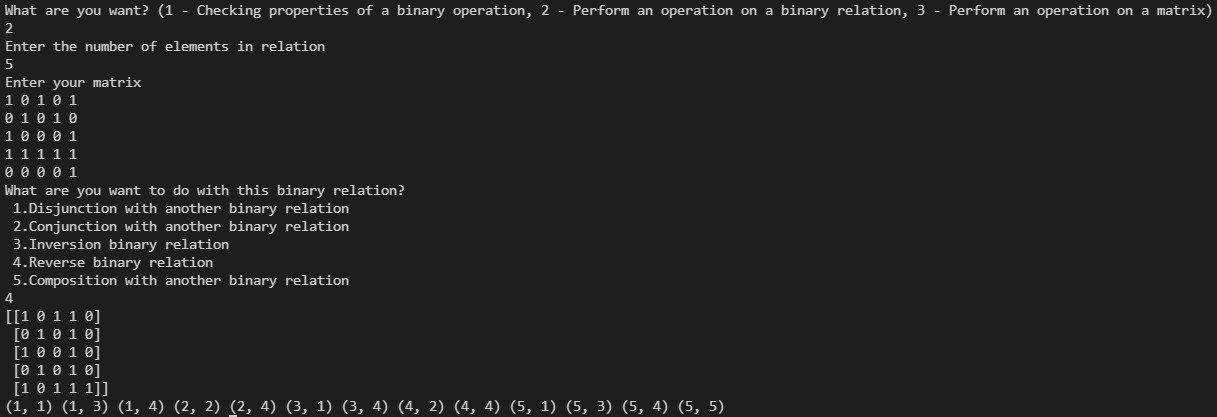 What are you want? (1 - Checking properties of a binary operation, 2 - Perform an operation on a binary relation, 3 - Perform an operation on a matrix)
2
Enter the number of elements in relation
5
Enter your matrix
1 0 1 0 1
0 1 0 1 0
1 0 0 0 1
1 1 1 1 1
0 0 0 0 1
What are you want to do with this binary relation?
1.Disjunction with another binary relation
2.Conjunction with another binary relation
3.Inversion binary relation
4.Reverse binary relation
5.Composition with another binary relation
4
[[1 0 1 1 0]
[0 1 0 1 0]
[1 0 0 1 0]
[0 1 0 1 0]
[1 0 1 1 1]]
(1, 1) (1, 3) (1, 4) (2, 2) (2, 4) (3, 1) (3, 4) (4, 2) (4, 4) (5, 1) (5, 3) (5, 4) (5, 5)